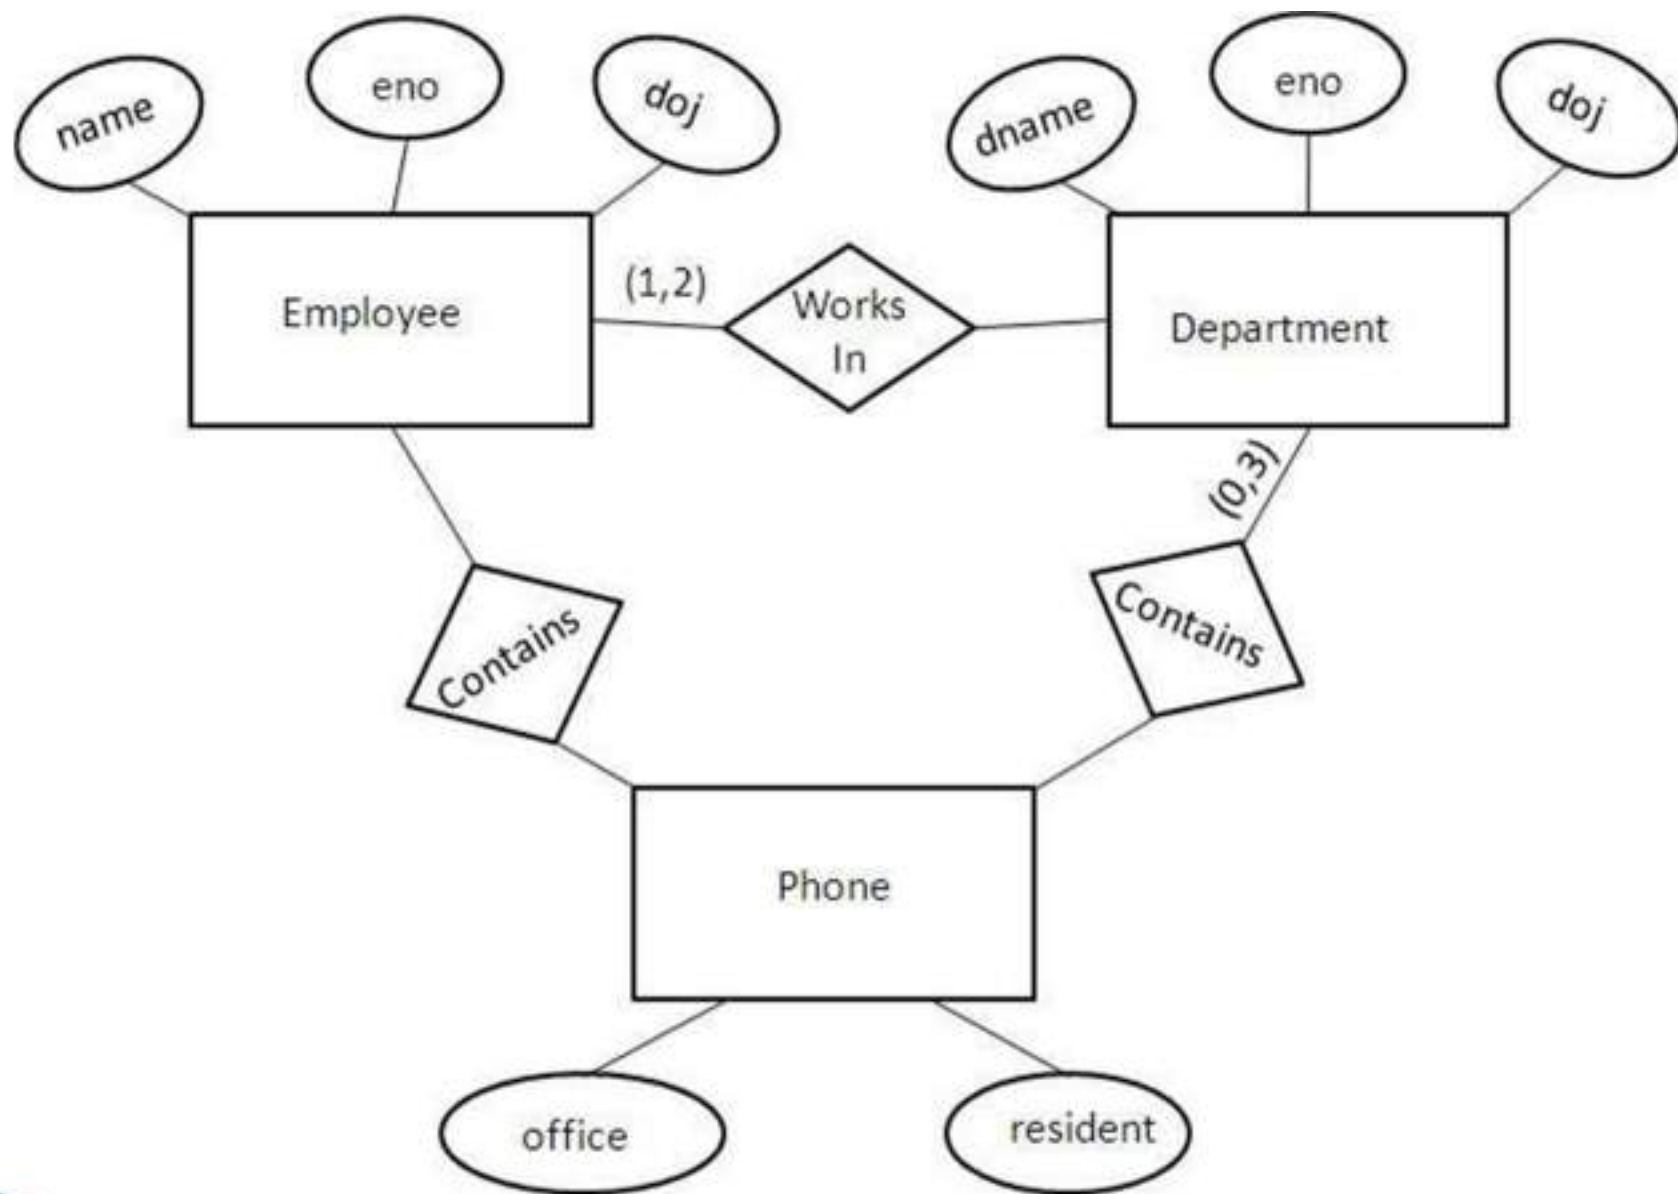 name
eno
doj
dname
eno
doj
Employee
(1,2)
Works
In
Department
(0,3)
Contains
Contains
Phone
office
resident